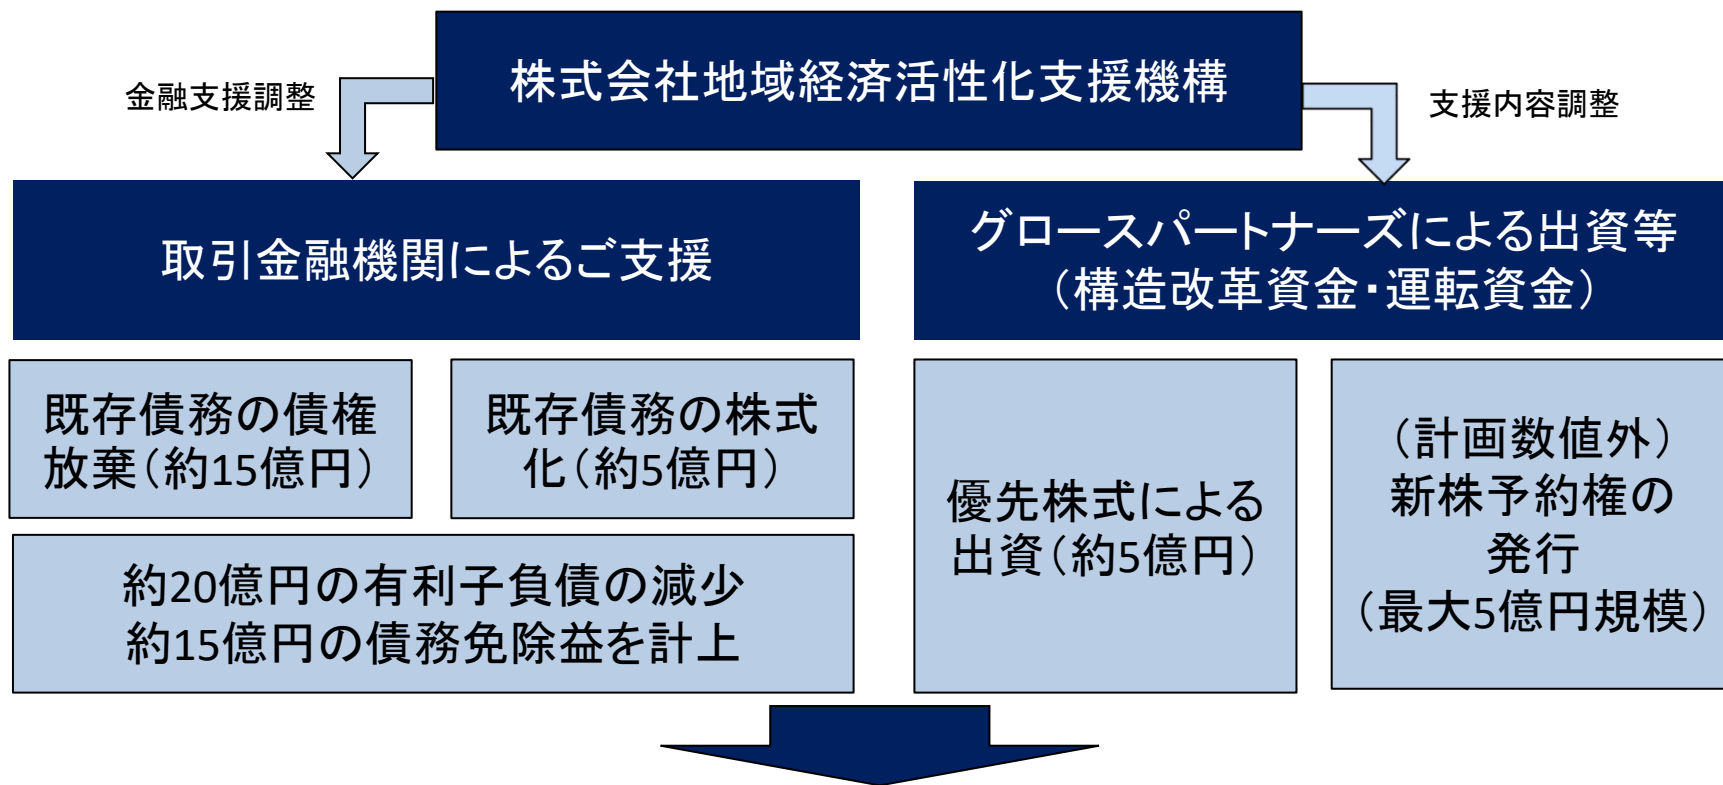 株式会社地域経済活性化支援機構
金融支援調整
支援内容調整
取引金融機関によるご支援
グロースパートナーズによる出資等
（構造改革資金・運転資金）
既存債務の債権
放棄（約15億円）
既存債務の株式
化（約5億円）
約20億円の有利子負債の減少
約15億円の債務免除益を計上
優先株式による
出資（約5億円）
（計画数値外）
新株予約権の
発行
（最大5億円規模）